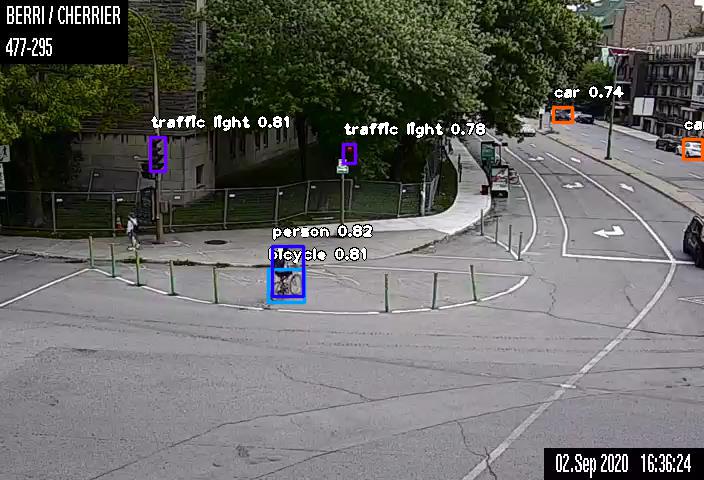 BERRI / CHERRIER
477-295
car 0.74
traffic light 0.81
traffic light 0.78
ca
person 0.82
bicycle 0.81
02.Sep 2020 16:36:24